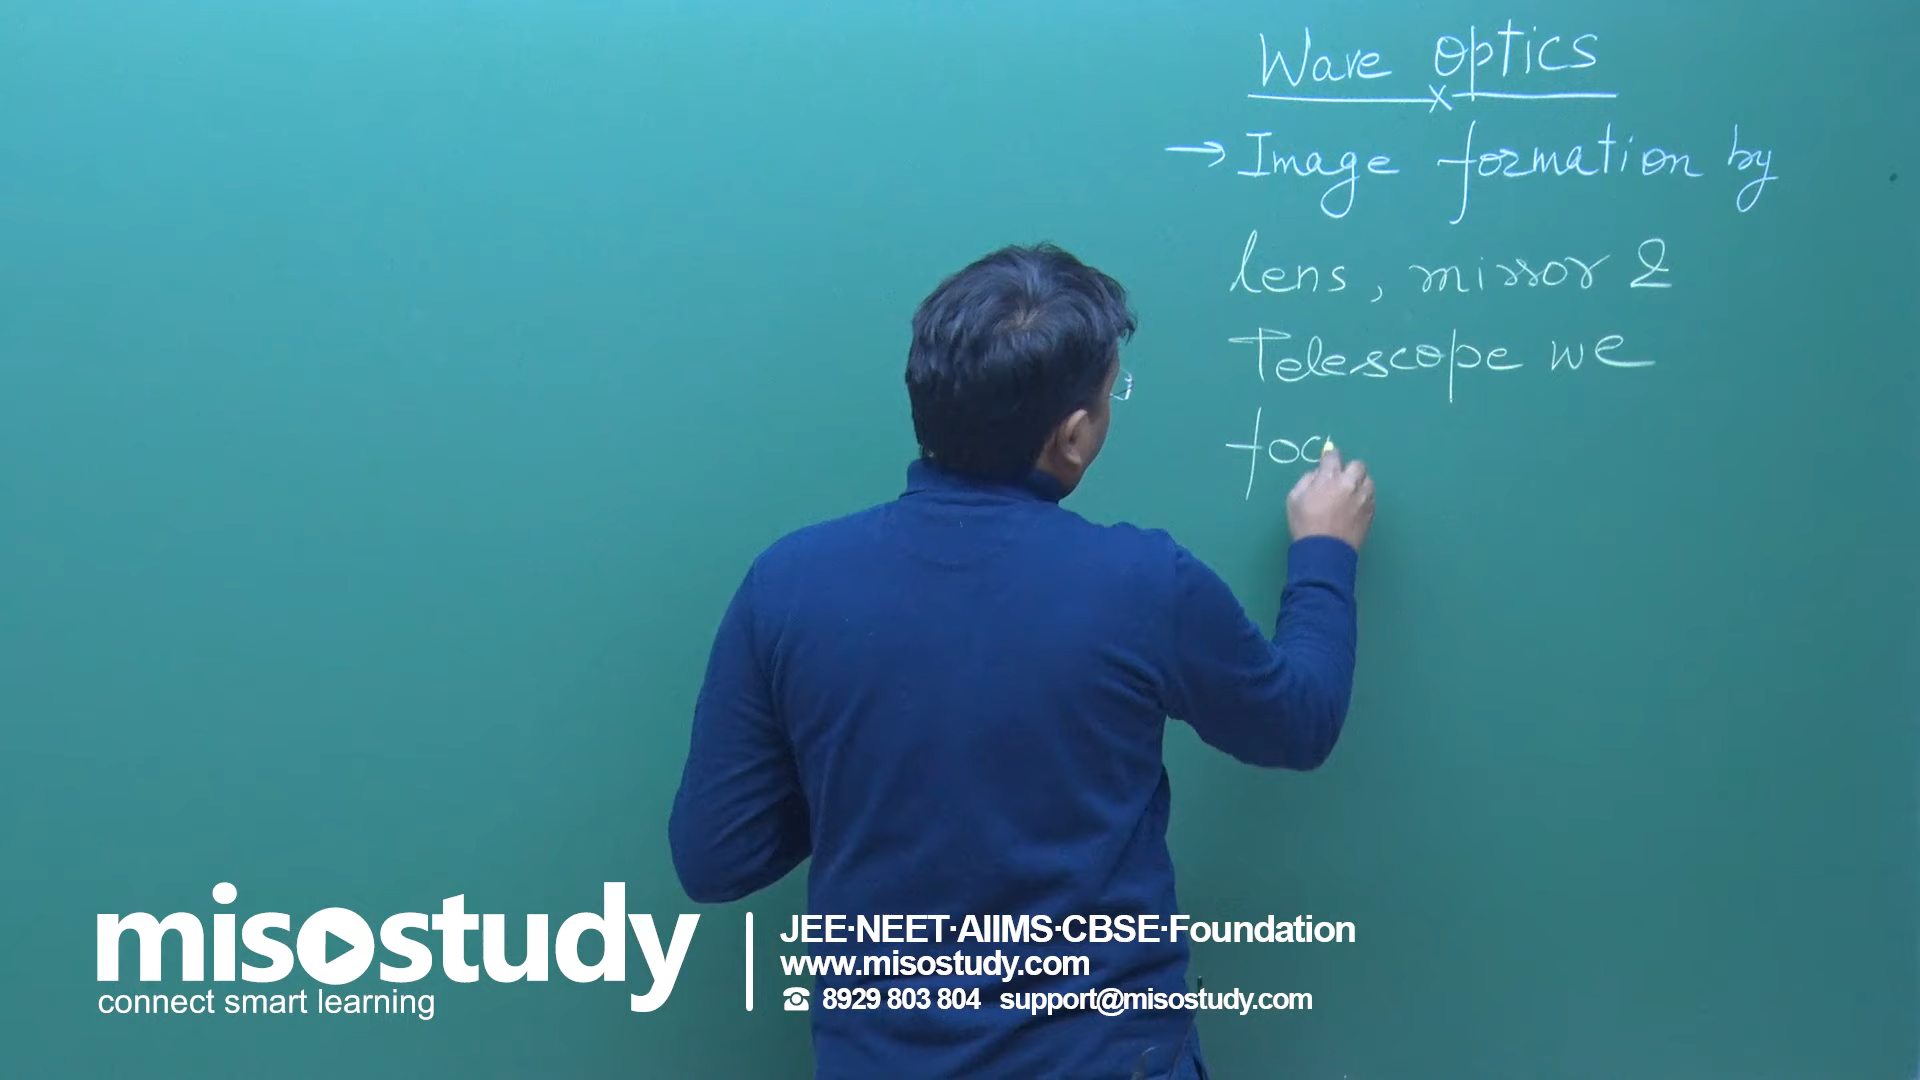 Wave optics
→ Image formation by
lens, mirror &
Telescope we
foc
misostudy
connect smart learning
JEE·NEET·AIIMS·CBSE·Foundation
www.misostudy.com
☎ 8929 803 804 support@misostudy.com